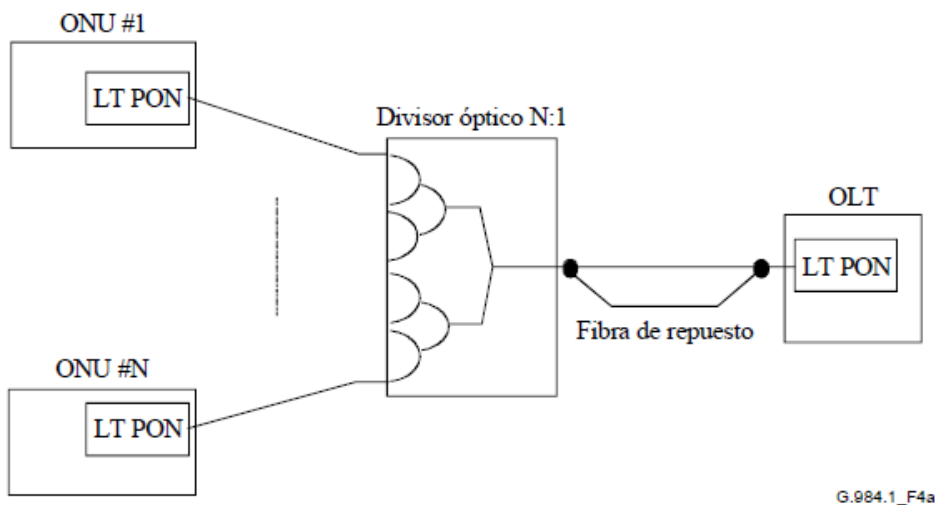 ONU #1
LT PON
Divisor óptico N:1
OLT
LT PON
Fibra de repuesto
ONU #N
LT PON
G.984.1_F4a